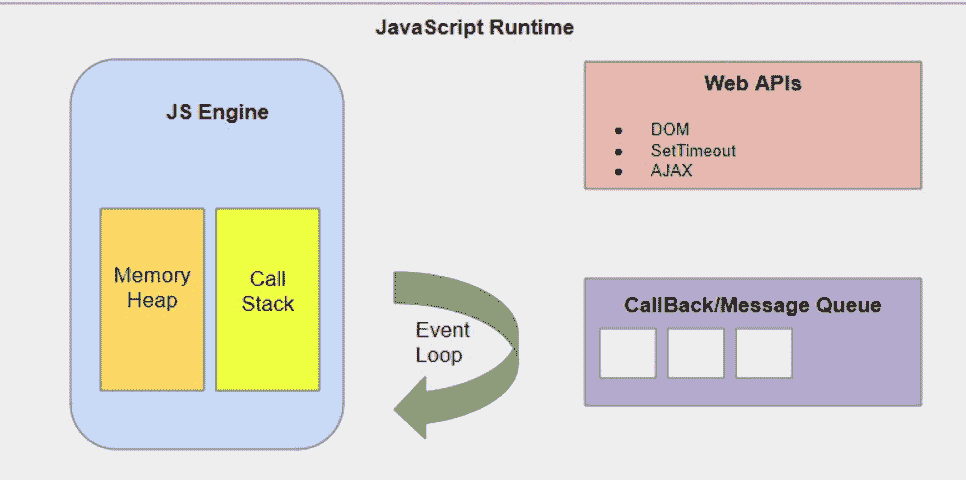 JavaScript Runtime
JS Engine
Memory
Heap
Call
Stack
Event
Loop
Web APIs
● DOM
● SetTimeout
● AJAX
CallBack/Message Queue